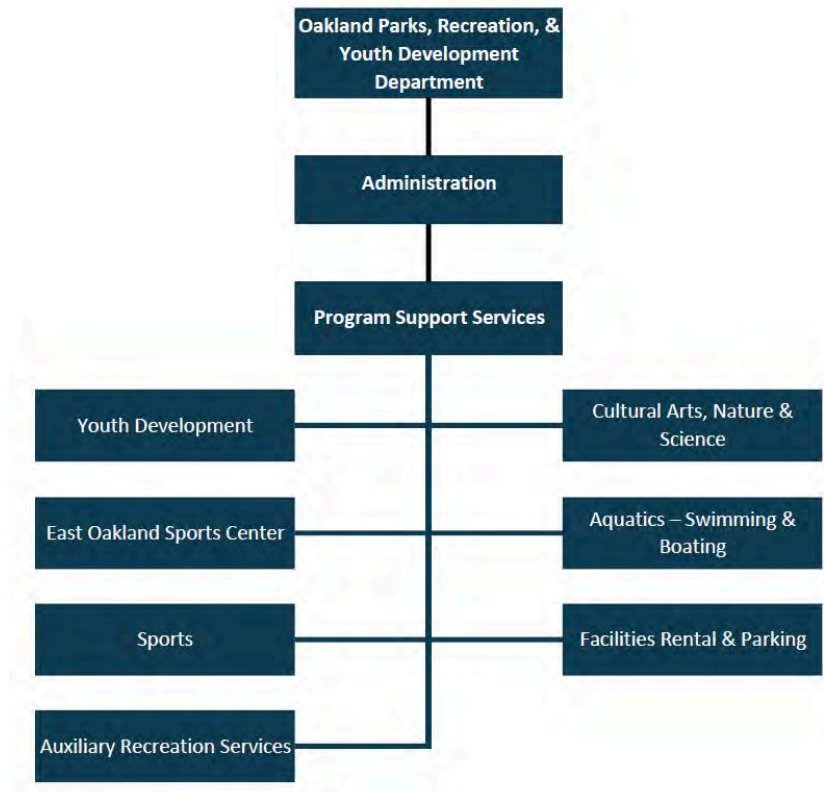 Oakland Parks, Recreation, &
Youth Development
Department
Administration
Program Support Services
Youth Development
Cultural Arts, Nature &
Science
East Oakland Sports Center
Aquatics – Swimming &
Boating
Sports
Facilities Rental & Parking
Auxiliary Recreation Services